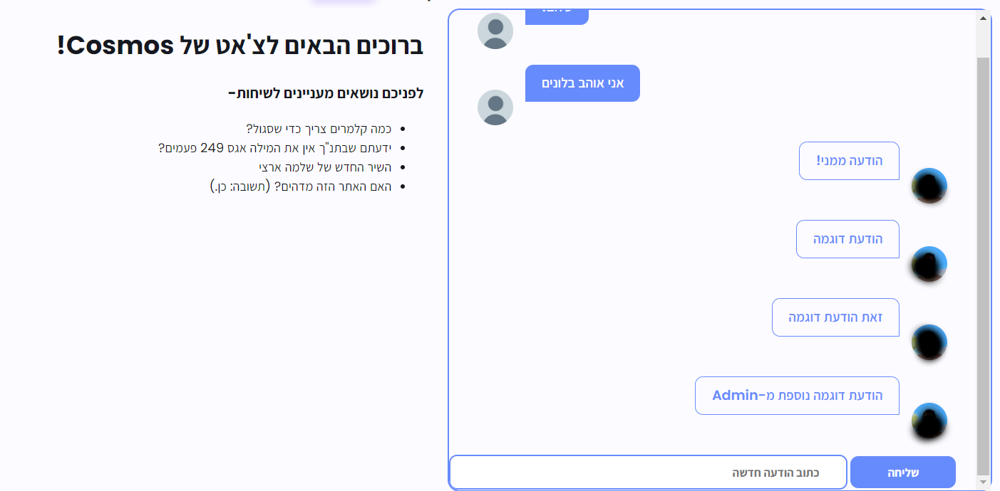 ברוכים הבאים לצ'אט של Cosmos!
לפניכם נושאים מעניינים לשיחות-
כמה קלמרים צריך כדי שסגול?
ידעתם שבתנ"ך אין את המילה אגס 249 פעמים?
השיר החדש של שלמה ארצי
האם האתר הזה מדהים? (תשובה: כן.)
אני אוהב בלונים
הודעה ממני!
הודעת דוגמה
זאת הודעת דוגמה
הודעת דוגמה נוספת מ-Admin
כתוב הודעה חדשה
שליחה